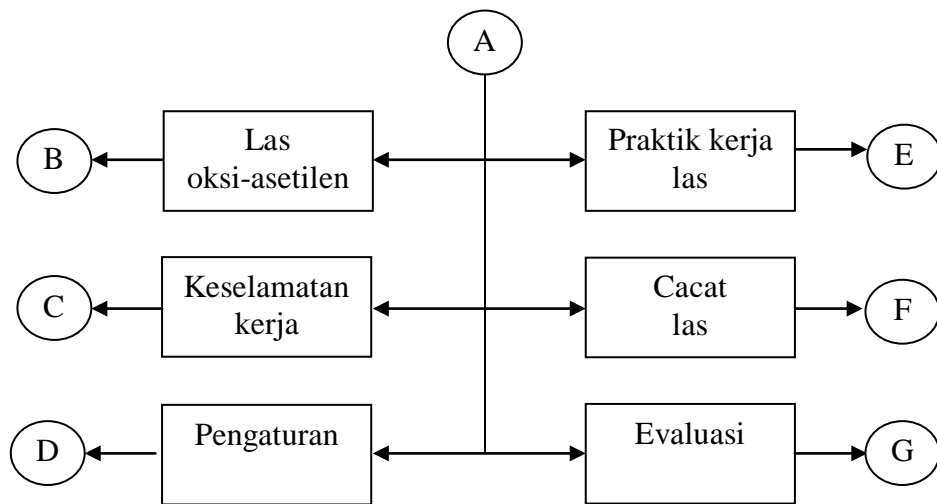 A
B
Las
oksi-asetilen
Praktik kerja
las
E
C
Keselamatan
kerja
Cacat
las
F
D
Pengaturan
Evaluasi
G